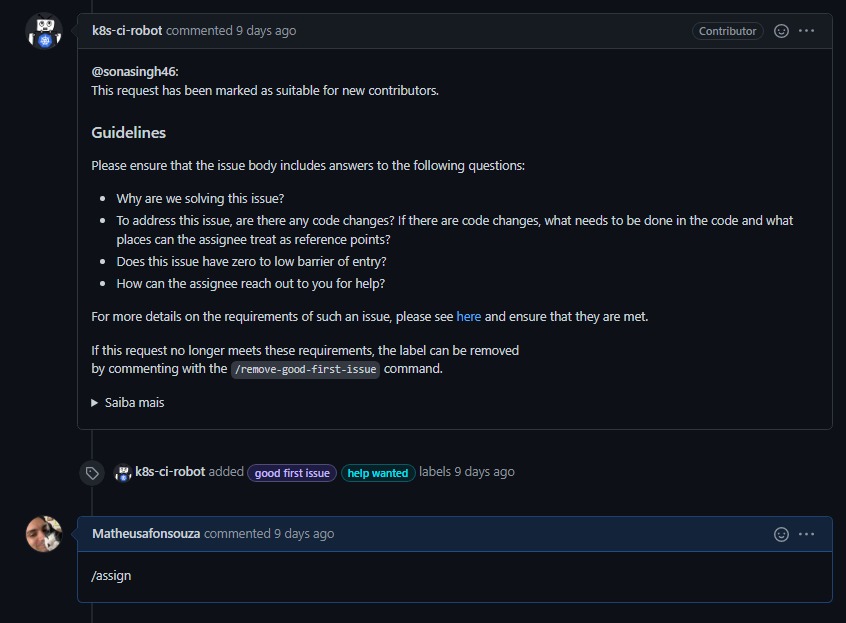 k8s-ci-robot commented 9 days ago Contributor
@sonasingh46:
This request has been marked as suitable for new contributors.
Guidelines
Please ensure that the issue body includes answers to the following questions:
Why are we solving this issue?
To address this issue, are there any code changes? If there are code changes, what needs to be done in the code and what
places can the assignee treat as reference points?
Does this issue have zero to low barrier of entry?
How can the assignee reach out to you for help?
For more details on the requirements of such an issue, please see here and ensure that they are met.
If this request no longer meets these requirements, the label can be removed
by commenting with the /remove-good-first-issue command.
Saiba mais
k8s-ci-robot added good first issue help wanted labels 9 days ago
Matheusafonsouza commented 9 days ago
/assign